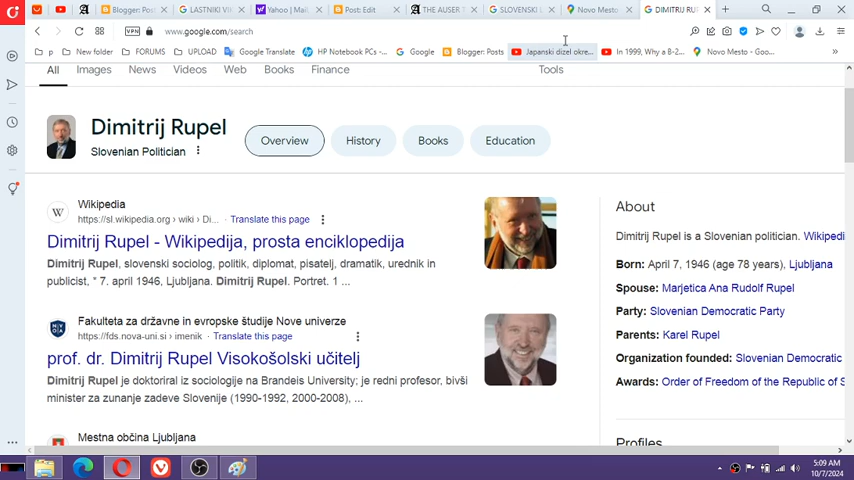 Blogger: Pos
LASTNIKI VII
Yahoo | Mail
Post: Edit
THE AUSER T
SLOVENSKI L
Novo Mesto
DIMITRIJ RUP
VPN
www.google.com/search
p
New folder
FORUMS
UPLOAD
Google Translate
HP Notebook PCs -...
Google
Blogger: Posts
Japanski dizel okre...
In 1999, Why a B-2...
Novo Mesto - Goo...
All
Images
News
Videos
Web
Books
Finance
Tools
Dimitrij Rupel
Slovenian Politician
Overview
History
Books
Education
Wikipedia
https://sl.wikipedia.org › wiki › Di... · Translate this page
Dimitrij Rupel - Wikipedija, prosta enciklopedija
Dimitrij Rupel, slovenski sociolog, politik, diplomat, pisatelj, dramatik, urednik in
publicist, * 7. april 1946, Ljubljana. Dimitrij Rupel. Portret. 1 ...
Fakulteta za državne in evropske študije Nove univerze
https://fds.nova-uni.si › imenik · Translate this page
prof. dr. Dimitrij Rupel Visokošolski učitelj
Dimitrij Rupel je doktoriral iz sociologije na Brandeis University; je redni profesor, bivši
minister za zunanje zadeve Slovenije (1990-1992, 2000-2008), ...
Mestna občina Ljubljana
About
Dimitrij Rupel is a Slovenian politician. Wikipedi
Born: April 7, 1946 (age 78 years), Ljubljana
Spouse: Marjetica Ana Rudolf Rupel
Party: Slovenian Democratic Party
Parents: Karel Rupel
Organization founded: Slovenian Democratic
Awards: Order of Freedom of the Republic of S
Profiles
5:09 AM
10/7/2024